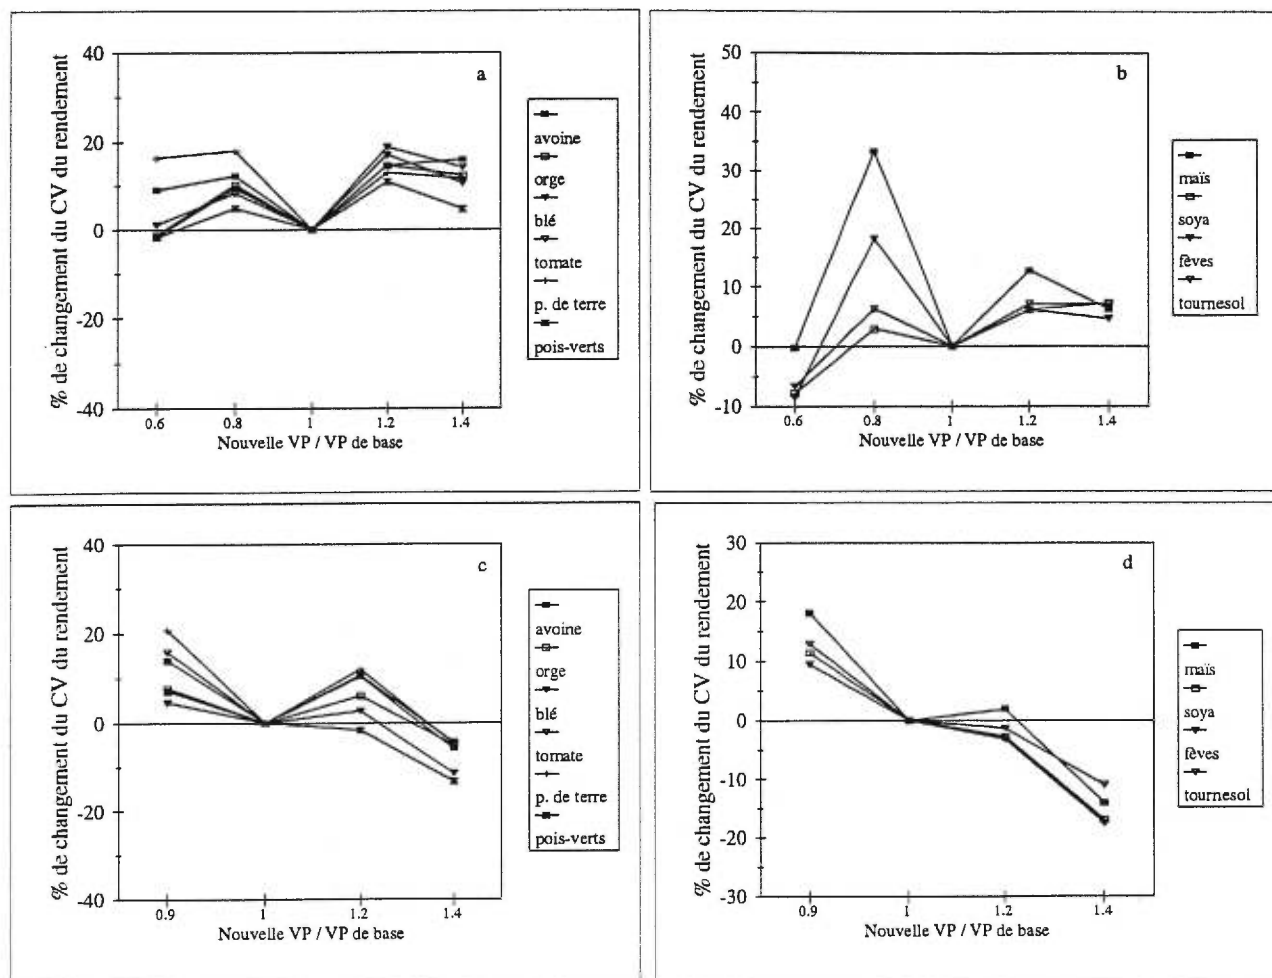 % de changement du CV du rendement
40
20
0
-20
-40
a
0.6 0.8 1 1.2 1.4
Nouvelle VP / VP de base
avoine
orge
blé
tomate
p. de terre
pois-verts
% de changement du CV du rendement
50
40
30
20
10
0
-10
b
0.6 0.8 1 1.2 1.4
Nouvelle VP / VP de base
maïs
soya
fèves
tournesol
% de changement du CV du rendement
40
20
0
-20
-40
c
0.9 1 1.2 1.4
Nouvelle VP / VP de base
avoine
orge
blé
tomate
p. de terre
pois-verts
% de changement du CV du rendement
30
20
10
0
-10
-20
-30
d
0.9 1 1.2 1.4
Nouvelle VP / VP de base
maïs
soya
fèves
tournesol